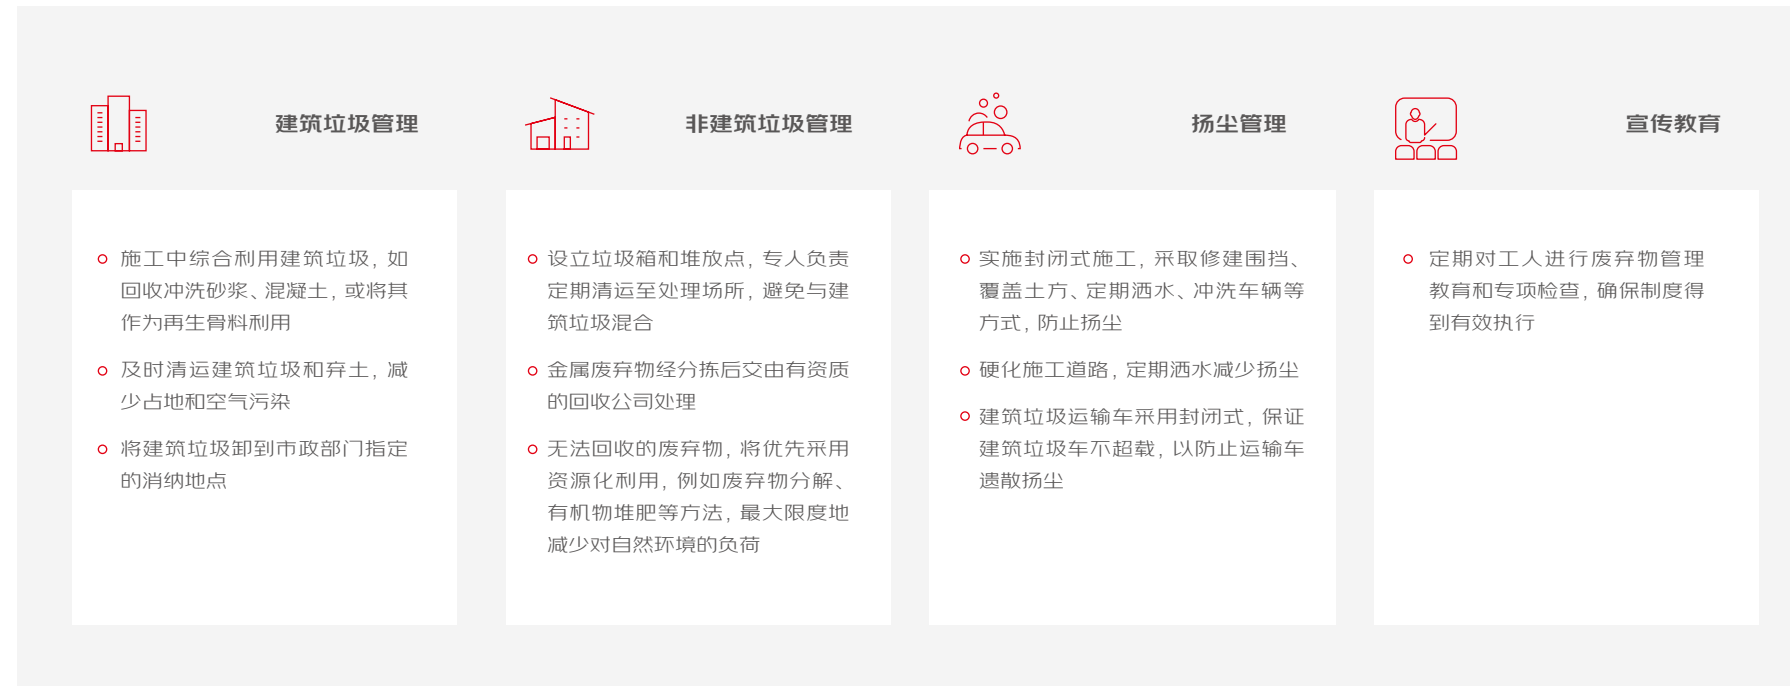 建筑垃圾管理
施工中综合利用建筑垃圾，如
回收冲洗砂浆、混凝土，或将其
作为再生骨料利用
及时清运建筑垃圾和弃土，减
少占地和空气污染
将建筑垃圾卸到市政部门指定
的消纳地点
非建筑垃圾管理
设立垃圾箱和堆放点，专人负责
定期清运至处理场所，避免与建
筑垃圾混合
金属废弃物经分拣后交由有资质
的回收公司处理
无法回收的废弃物，将优先采用
资源化利用，例如废弃物分解、
有机物堆肥等方法，最大限度地
减少对自然环境的负荷
扬尘管理
实施封闭式施工，采取修建围挡、
覆盖土方、定期洒水、冲洗车辆等
方式，防止扬尘
硬化施工道路，定期洒水减少扬尘
建筑垃圾运输车采用封闭式，保证
建筑垃圾车不超载，以防止运输车
遗散扬尘
宣传教育
定期对工人进行废弃物管理
教育和专项检查，确保制度得
到有效执行